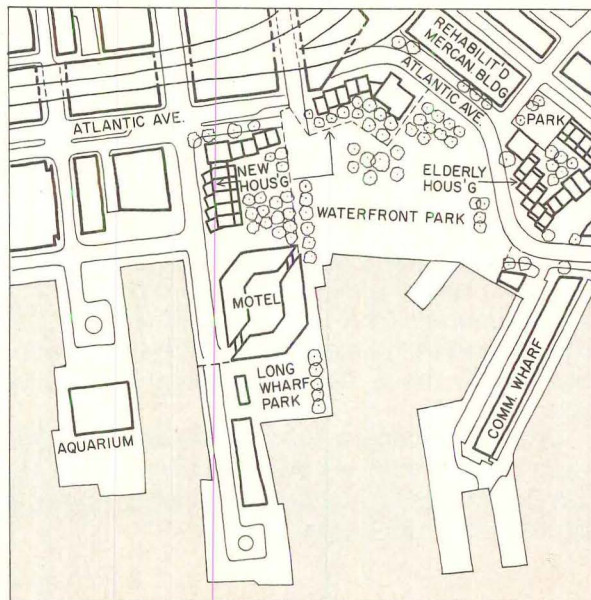 REHABILIT'D
MERCAN BLDG
ATLANTIC AVE.
ATLANTIC AVE.
PARK
NEW
HOUS'G
ELDERLY
HOUS'G
WATERFRONT PARK
MOTEL
LONG
WHARF
PARK
AQUARIUM
COMM. WHARF